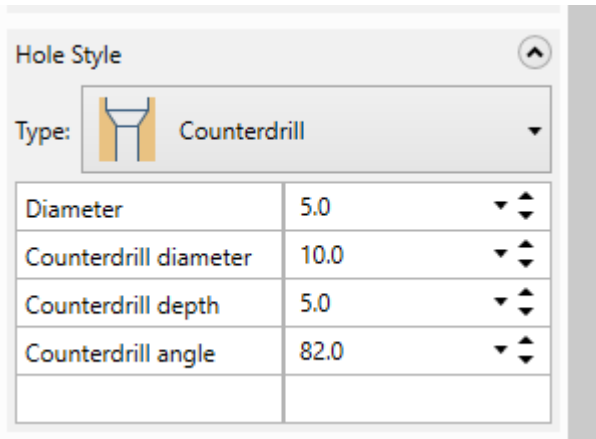 Hole Style
Type: Counterdrill
Diameter 5.0
Counterdrill diameter 10.0
Counterdrill depth 5.0
Counterdrill angle 82.0